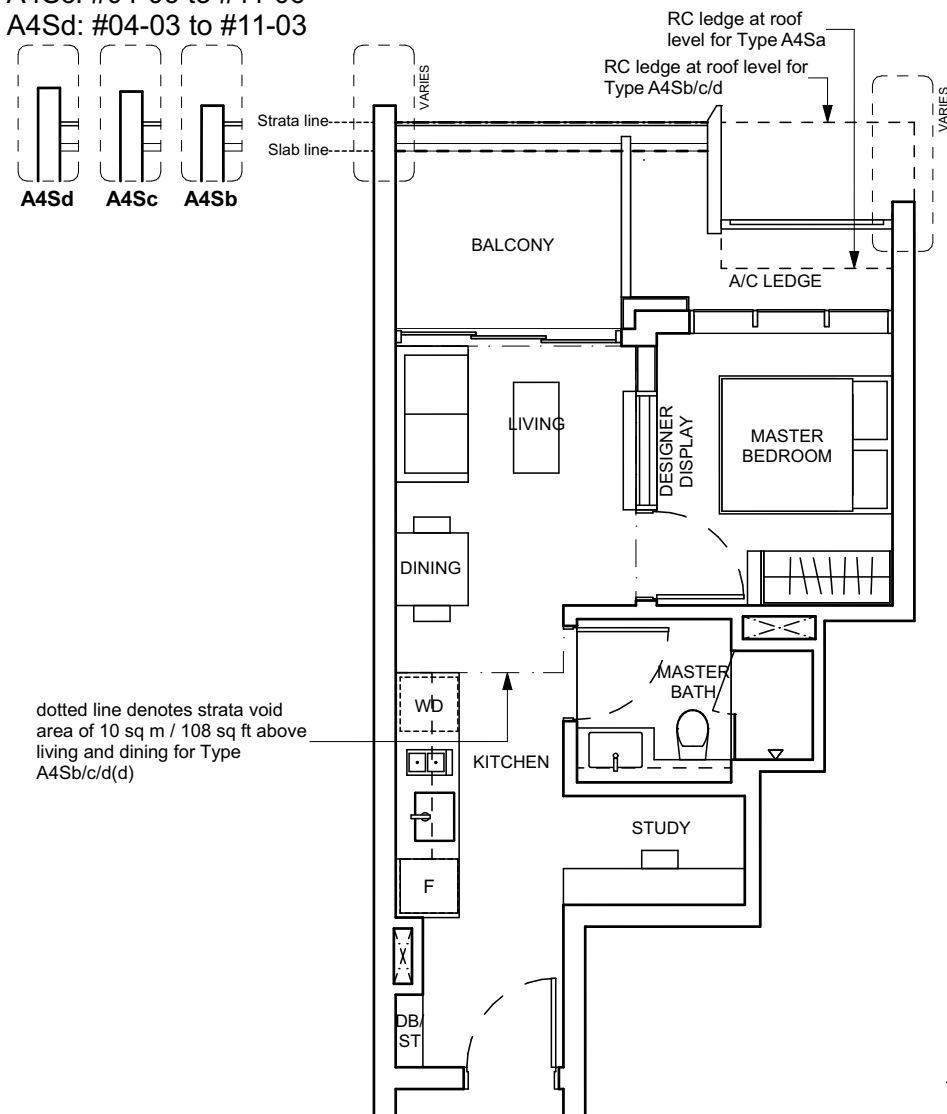 A4Sd: #04-03 to #11-03
RC ledge at roof
level for Type A4Sa
RC ledge at roof level for
Type A4Sb/c/d
VARIES
VARIES
Strata line
Slab line
A4Sd
A4Sc
A4Sb
BALCONY
A/C LEDGE
LIVING
DESIGNER
DISPLAY
MASTER
BEDROOM
DINING
MASTER
BATH
WD
dotted line denotes strata void
area of 10 sq m / 108 sq ft above
living and dining for Type
A4Sb/c/d(d)
KITCHEN
STUDY
F
DB/
ST